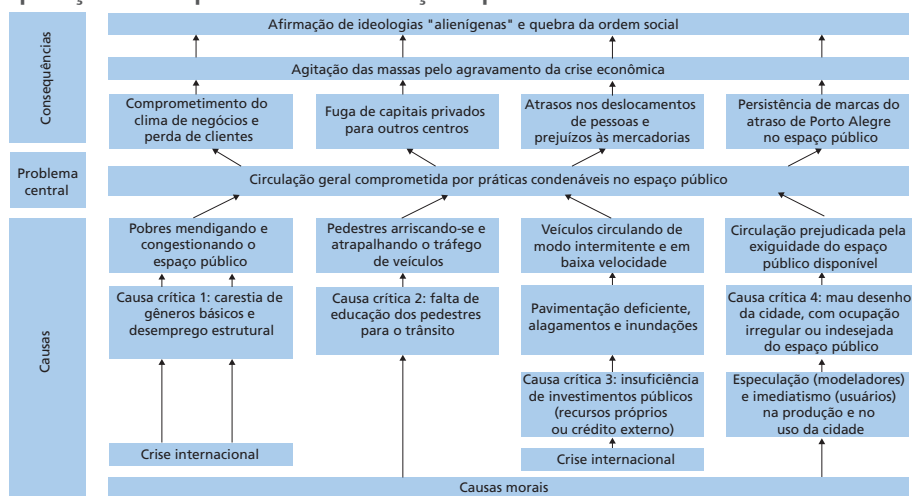 Afirmação de ideologias "alienígenas" e quebra da ordem social
Consequências
Agitação das massas pelo agravamento da crise econômica
Comprometimento do
clima de negócios e
perda de clientes
Fuga de capitais privados
para outros centros
Atrasos nos deslocamentos
de pessoas e
prejuízos às mercadorias
Persistência de marcas do
atraso de Porto Alegre
no espaço público
Problema
central
Circulação geral comprometida por práticas condenáveis no espaço público
Causas
Pobres mendigando e
congestionando o
espaço público
Pedestres arriscando-se e
atrapalhando o tráfego
de veículos
Veículos circulando de
modo intermitente e em
baixa velocidade
Circulação prejudicada pela
exiguidade do espaço
público disponível
Causa crítica 1: carestia de
gêneros básicos e
desemprego estrutural
Causa crítica 2: falta de
educação dos pedestres
para o trânsito
Pavimentação deficiente,
alagamentos e inundações
Causa crítica 4: mau desenho
da cidade, com ocupação
irregular ou indesejada
do espaço público
Causa crítica 3: insuficiência
de investimentos públicos
(recursos próprios
ou crédito externo)
Especulação (modeladores)
e imediatismo (usuários)
na produção e no
uso da cidade
Crise internacional
Crise internacional
Causas morais